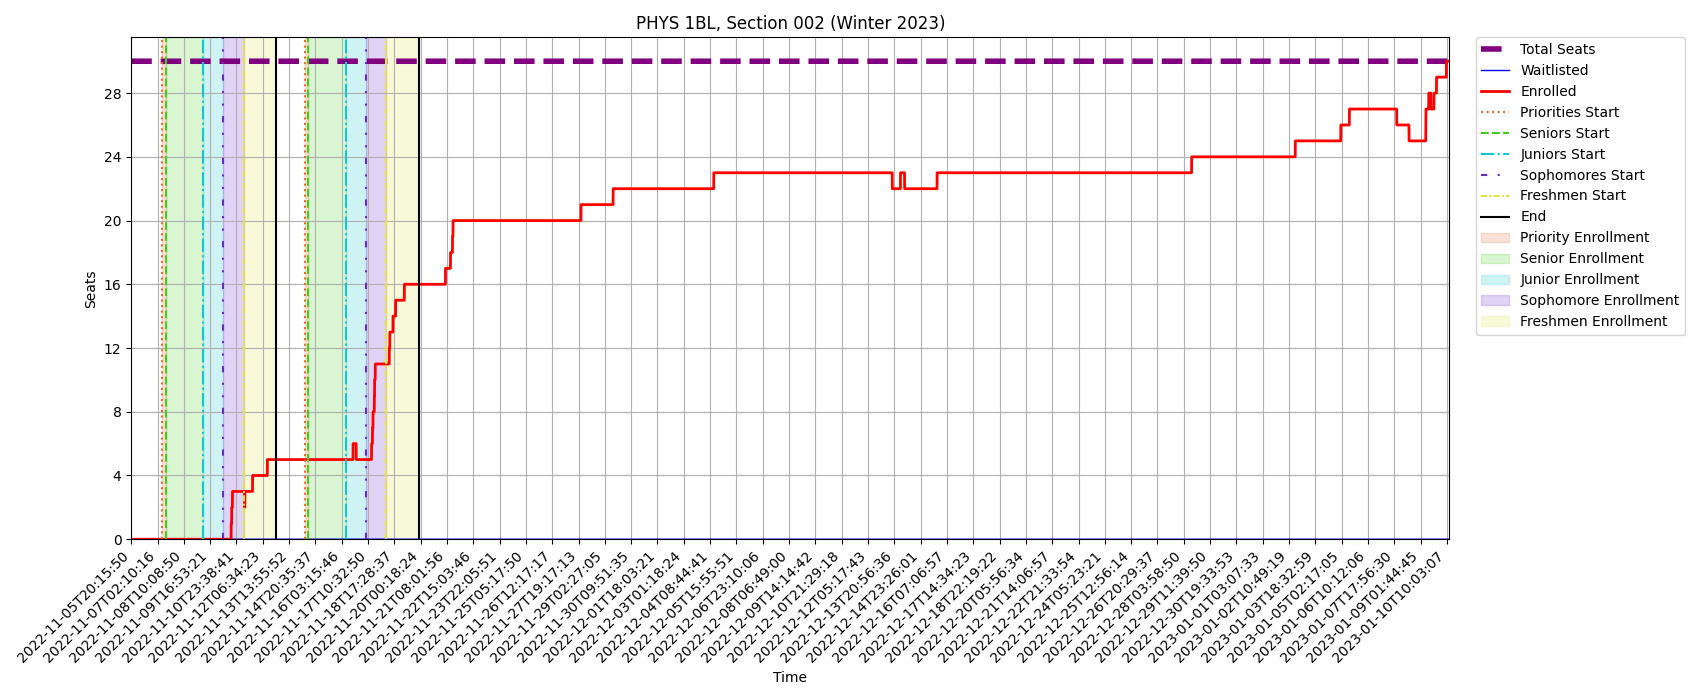 PHYS 1BL, Section 002 (Winter 2023)
Seats
28
24
20
16
12
8
4
0
2022-11-05T20:15:50
2022-11-07T02:10:16
2022-11-08T10:08:50
2022-11-09T16:53:21
2022-11-10T23:38:41
2022-11-12T06:34:23
2022-11-13T13:55:52
2022-11-14T20:35:37
2022-11-16T03:15:46
2022-11-17T10:32:50
2022-11-18T17:28:37
2022-11-20T00:18:24
2022-11-21T08:01:56
2022-11-22T15:03:46
2022-11-23T22:05:51
2022-11-25T05:17:50
2022-11-26T12:17:17
2022-11-27T19:17:13
2022-11-29T02:27:05
2022-11-30T09:51:35
2022-12-01T18:03:21
2022-12-03T01:18:24
2022-12-04T08:44:41
2022-12-05T15:55:51
2022-12-06T23:10:06
2022-12-08T06:49:00
2022-12-09T14:14:42
2022-12-10T21:29:18
2022-12-12T05:17:43
2022-12-13T20:56:36
2022-12-14T23:26:01
2022-12-16T07:06:57
2022-12-17T14:34:23
2022-12-18T22:19:22
2022-12-20T05:56:34
2022-12-21T14:06:57
2022-12-22T21:33:54
2022-12-24T05:23:21
2022-12-25T12:56:14
2022-12-26T20:29:37
2022-12-28T03:58:50
2022-12-29T11:39:50
2022-12-30T19:33:53
2023-01-01T03:07:33
2023-01-02T10:49:19
2023-01-03T18:32:59
2023-01-05T02:17:05
2023-01-06T10:12:06
2023-01-07T17:56:30
2023-01-09T01:44:45
2023-01-10T10:03:07
Time
Total Seats
Waitlisted
Enrolled
Priorities Start
Seniors Start
Juniors Start
Sophomores Start
Freshmen Start
End
Priority Enrollment
Senior Enrollment
Junior Enrollment
Sophomore Enrollment
Freshmen Enrollment